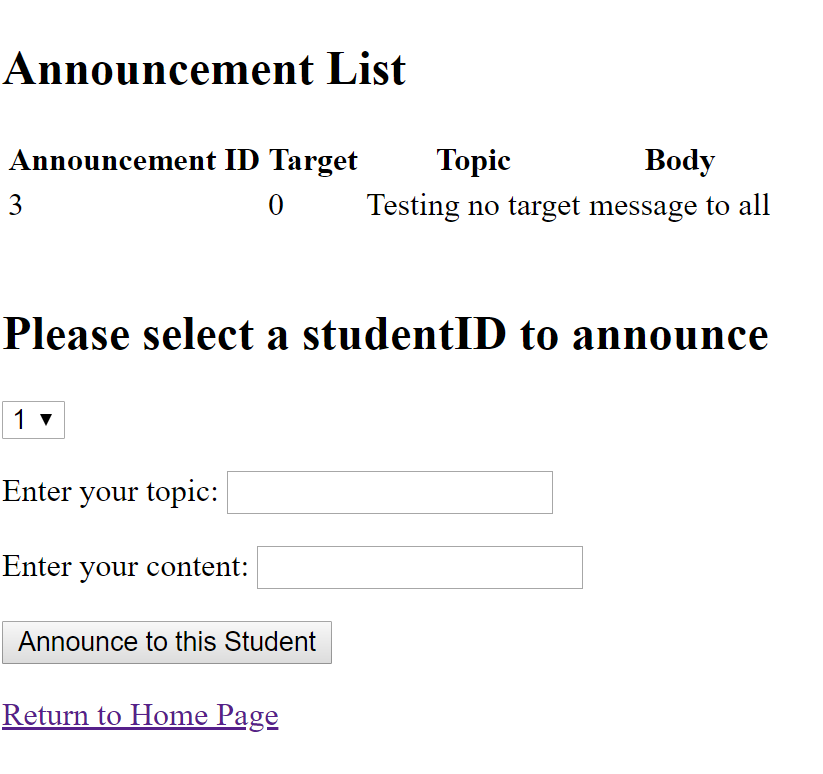 Announcement List
Announcement ID Target Topic Body
3 0 Testing no target message to all
Please select a studentID to announce
1
Enter your topic:
Enter your content:
Announce to this Student
Return to Home Page